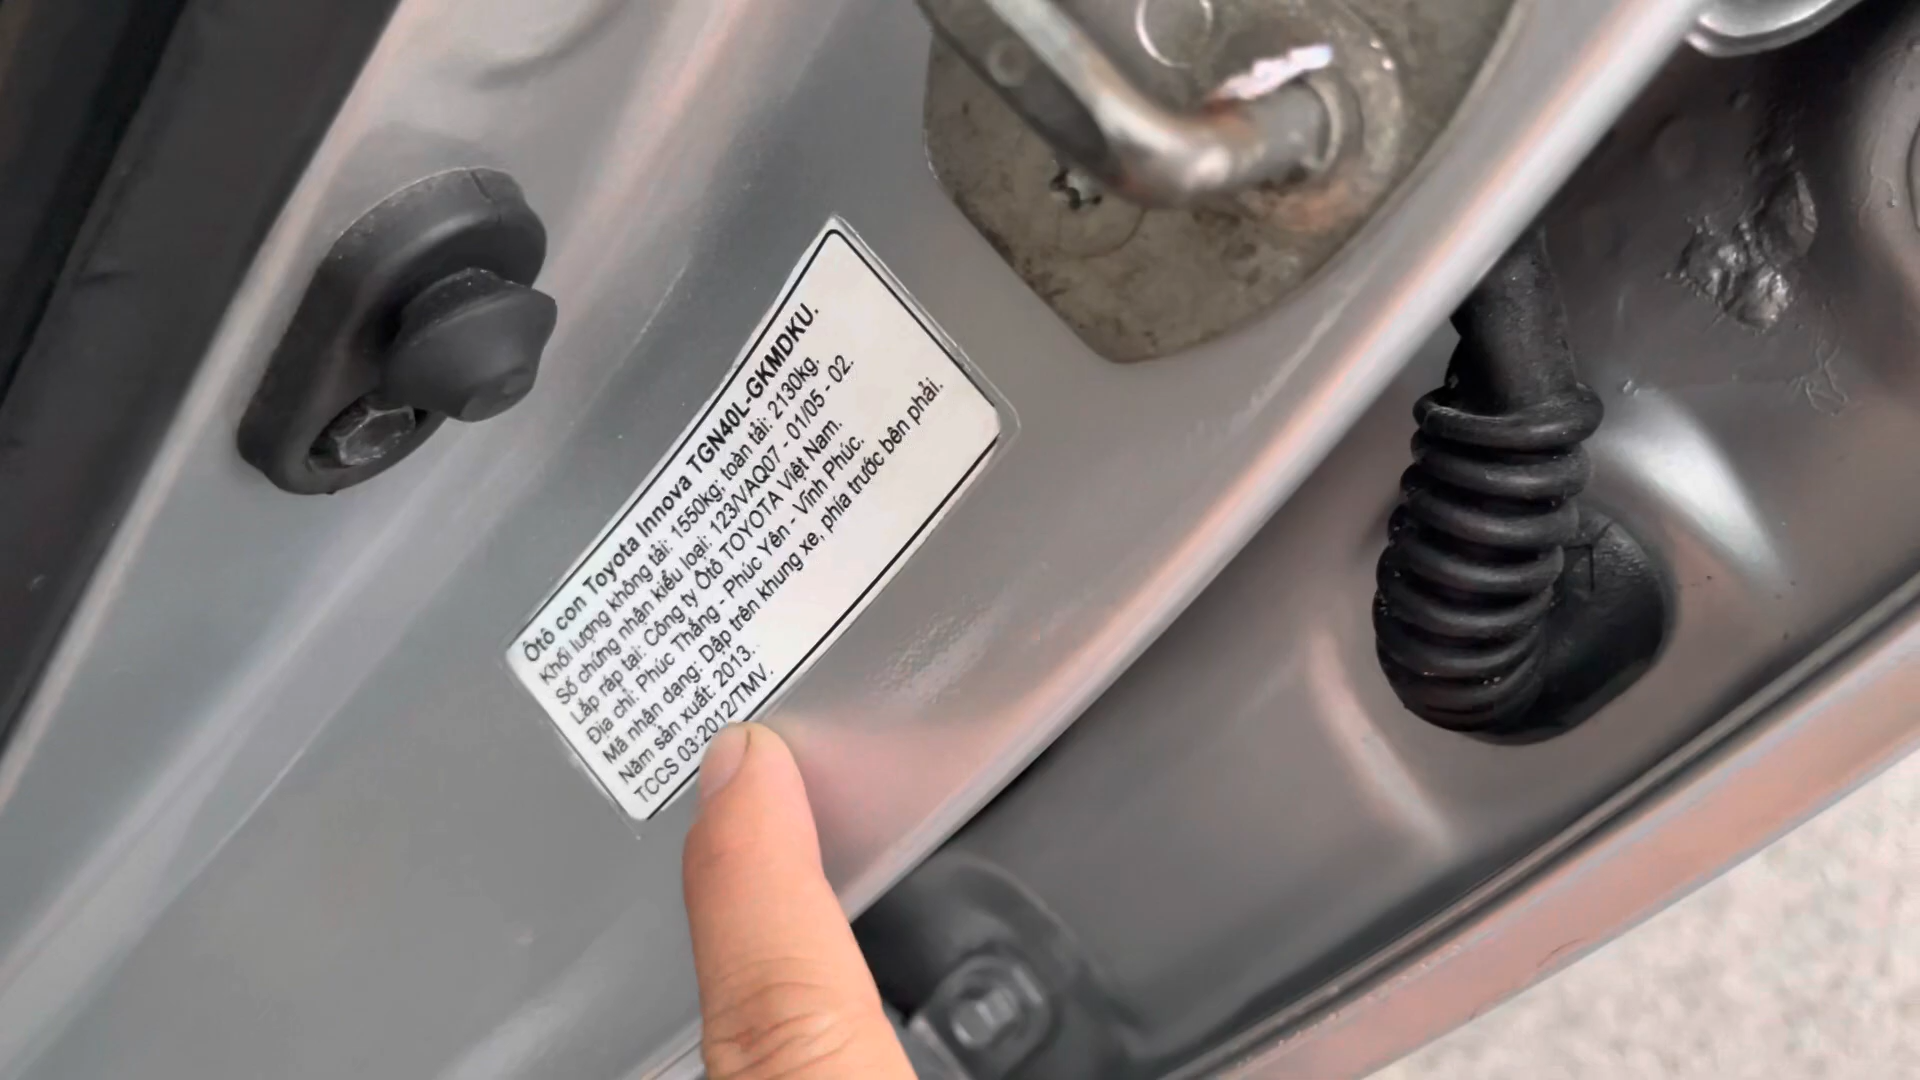 Ôtô con Toyota Innova TGN40L-GKMDKU.
Khối lượng không tải: 1550kg; toàn tải: 2130kg.
Số chứng nhận kiểu loại: 123/VAQ07 - 01/05 - 02.
Lắp ráp tại: Công ty Ôtô TOYOTA Việt Nam.
Địa chỉ: Phúc Thắng - Phúc Yên - Vĩnh Phúc.
Mã nhận dạng: Dập trên khung xe, phía trước bên phải.
Năm sản xuất: 2013.
TCCS 03:2012/TMV.